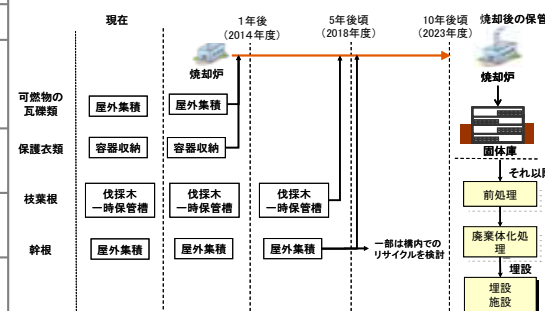 現在
1年後
(2014年度)
5年後頃
(2018年度)
10年後頃
(2023年度)
焼却後の保管
焼却炉
焼却炉
可燃物の
瓦礫類
屋外集積
屋外集積
保護衣類
容器収納
容器収納
固体庫
それ以
枝葉根
伐採木
一時保管槽
伐採木
一時保管槽
伐採木
一時保管槽
前処理
幹根
屋外集積
屋外集積
屋外集積
一部は構内での
リサイクルを検討
廃棄体化処
理
埋設
埋設
施設